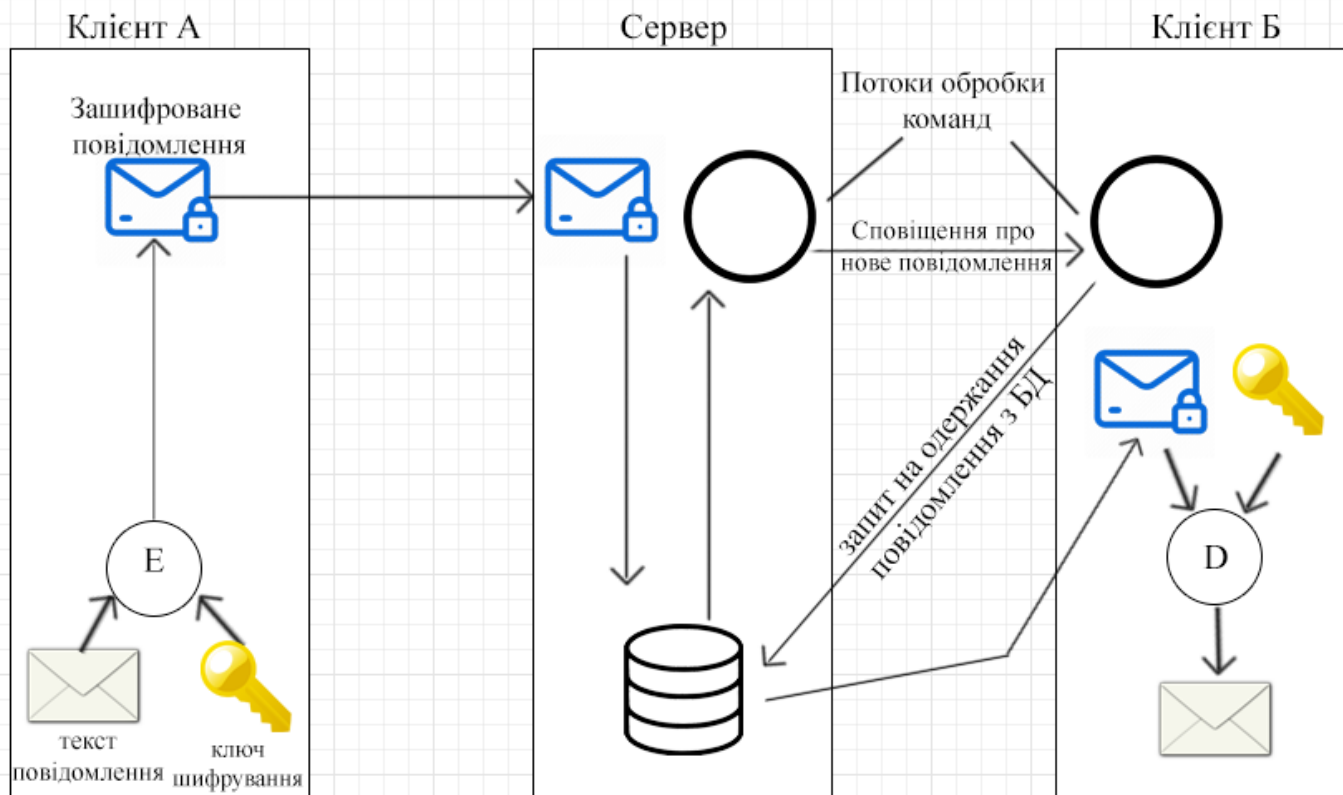 Клієнт А
Сервер
Клієнт Б
Зашифроване
повідомлення
Потоки обробки
команд
Сповіщення про
нове повідомлення
запит на одержання
повідомлення з БД
E
D
текст
повідомлення
ключ
шифрування